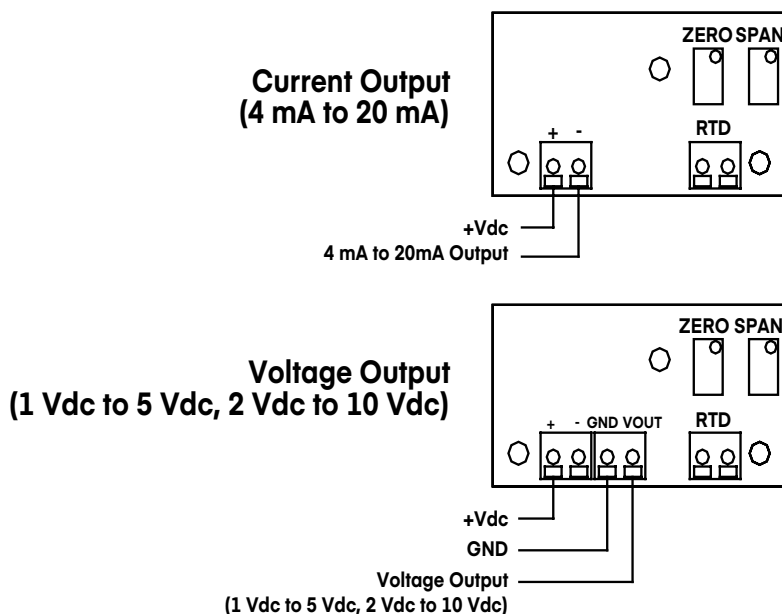 ZERO SPAN
Current Output
(4 mA to 20 mA)
+ -
RTD
+Vdc
4 mA to 20mA Output
ZERO SPAN
Voltage Output
(1 Vdc to 5 Vdc, 2 Vdc to 10 Vdc)
+ - GND VOUT
RTD
+Vdc
GND
Voltage Output
(1 Vdc to 5 Vdc, 2 Vdc to 10 Vdc)